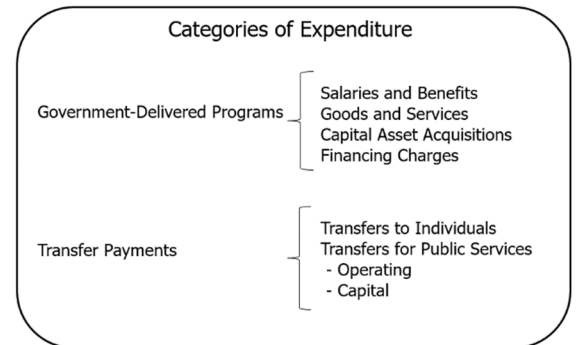 Categories of Expenditure
Government-Delivered Programs
Salaries and Benefits
Goods and Services
Capital Asset Acquisitions
Financing Charges
Transfer Payments
Transfers to Individuals
Transfers for Public Services
- Operating
- Capital